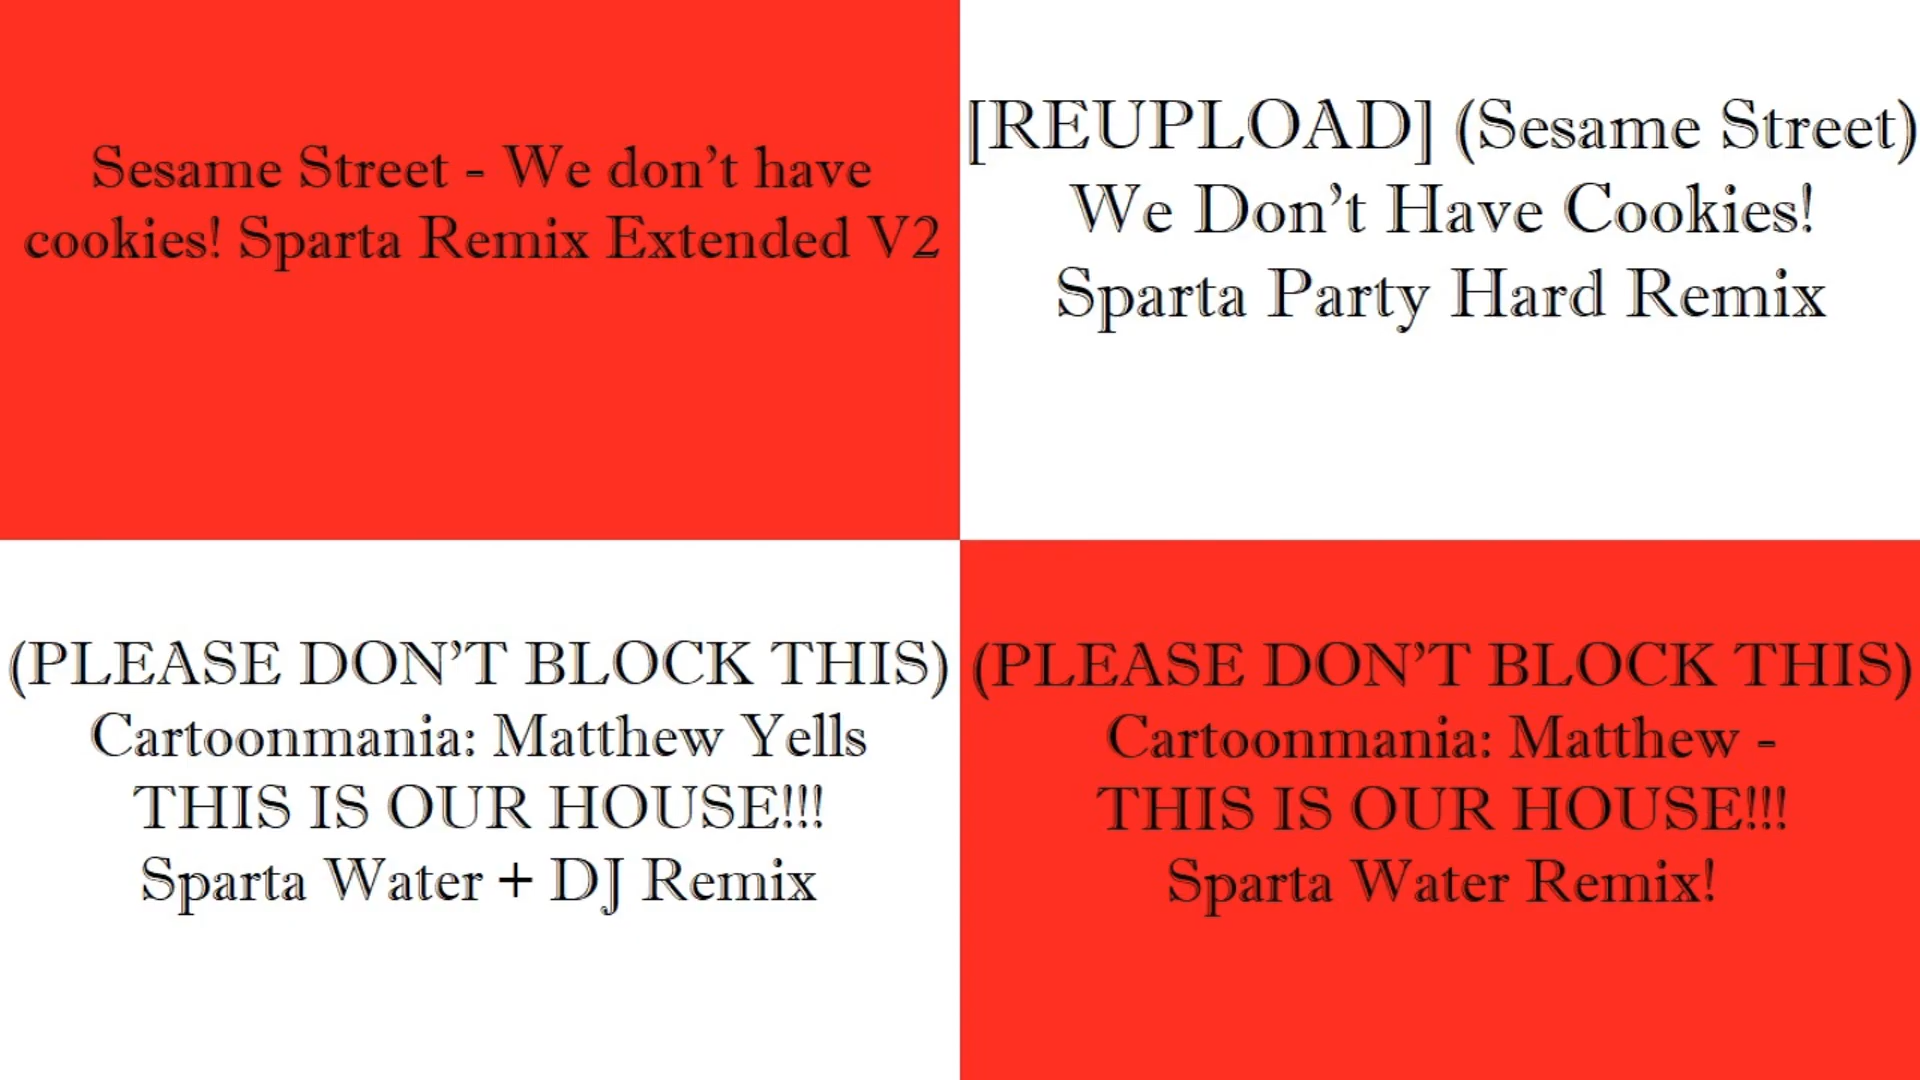 Sesame Street - We don’t have
cookies! Sparta Remix Extended V2
[REUPLOAD] (Sesame Street)
We Don’t Have Cookies!
Sparta Party Hard Remix
(PLEASE DON’T BLOCK THIS)
Cartoonmania: Matthew Yells
THIS IS OUR HOUSE!!!
Sparta Water + DJ Remix
(PLEASE DON’T BLOCK THIS)
Cartoonmania: Matthew -
THIS IS OUR HOUSE!!!
Sparta Water Remix!